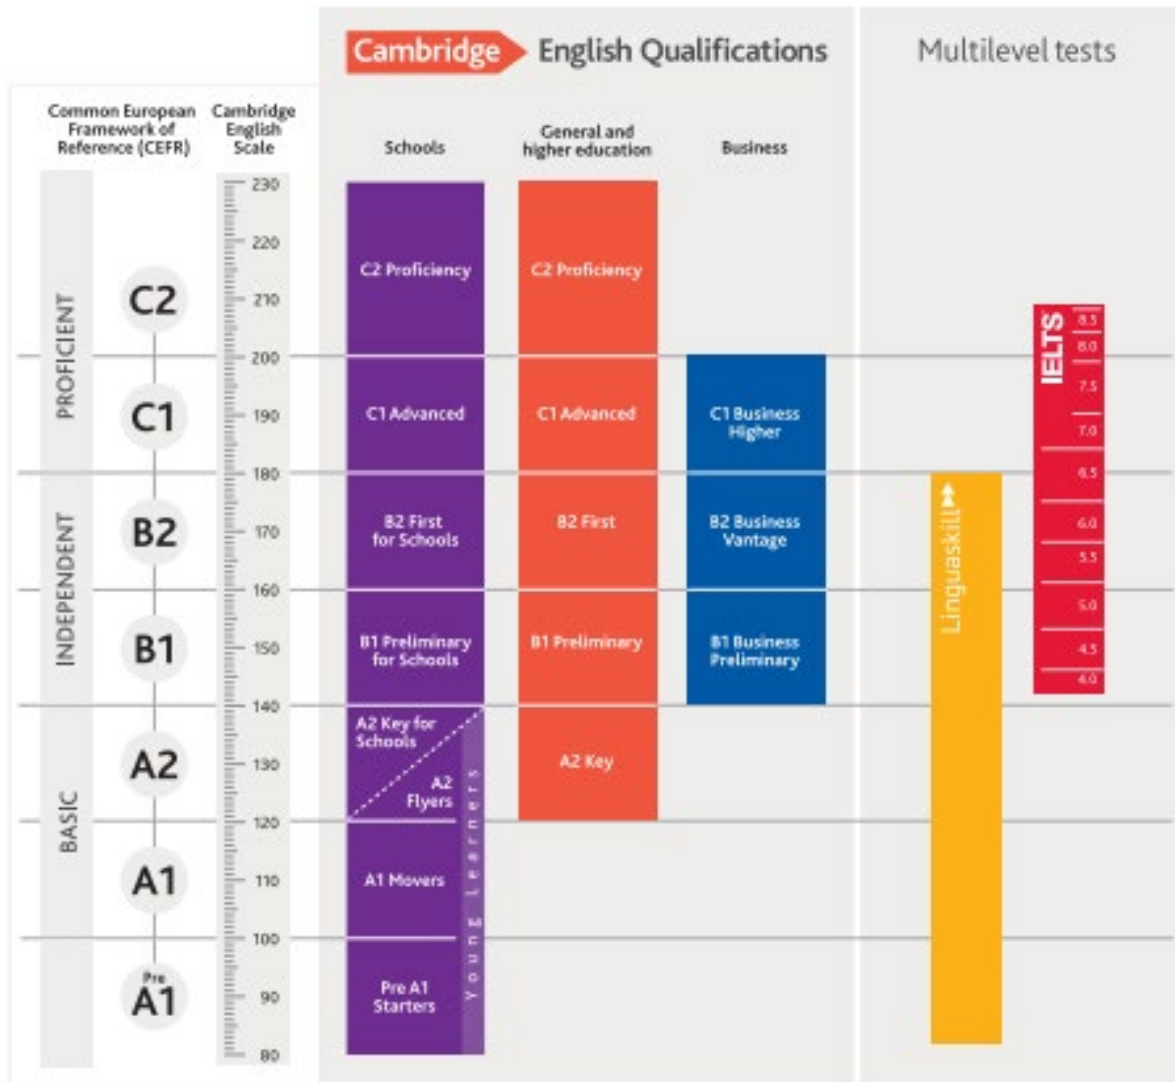 Cambridge English Qualifications
Multilevel tests
Common European
Framework of
Reference (CEFR)
Cambridge
English
Scale
Schools
General and
higher education
Business
PROFICIENT
INDEPENDENT
BASIC
C2
C1
B2
B1
A2
A1
Pre
A1
230
220
210
200
190
180
170
160
150
140
130
120
110
100
90
80
C2 Proficiency
C1 Advanced
B2 First
for Schools
B1 Preliminary
for Schools
A2 Key for
Schools
A2
Flyers
A1 Movers
Pre A1
Starters
Young Learners
C2 Proficiency
C1 Advanced
B2 First
B1 Preliminary
A2 Key
C1 Business
Higher
B2 Business
Vantage
B1 Business
Preliminary
Linguaskill
IELTS
8.5
8.0
7.5
7.0
6.5
6.0
5.5
5.0
4.5
4.0